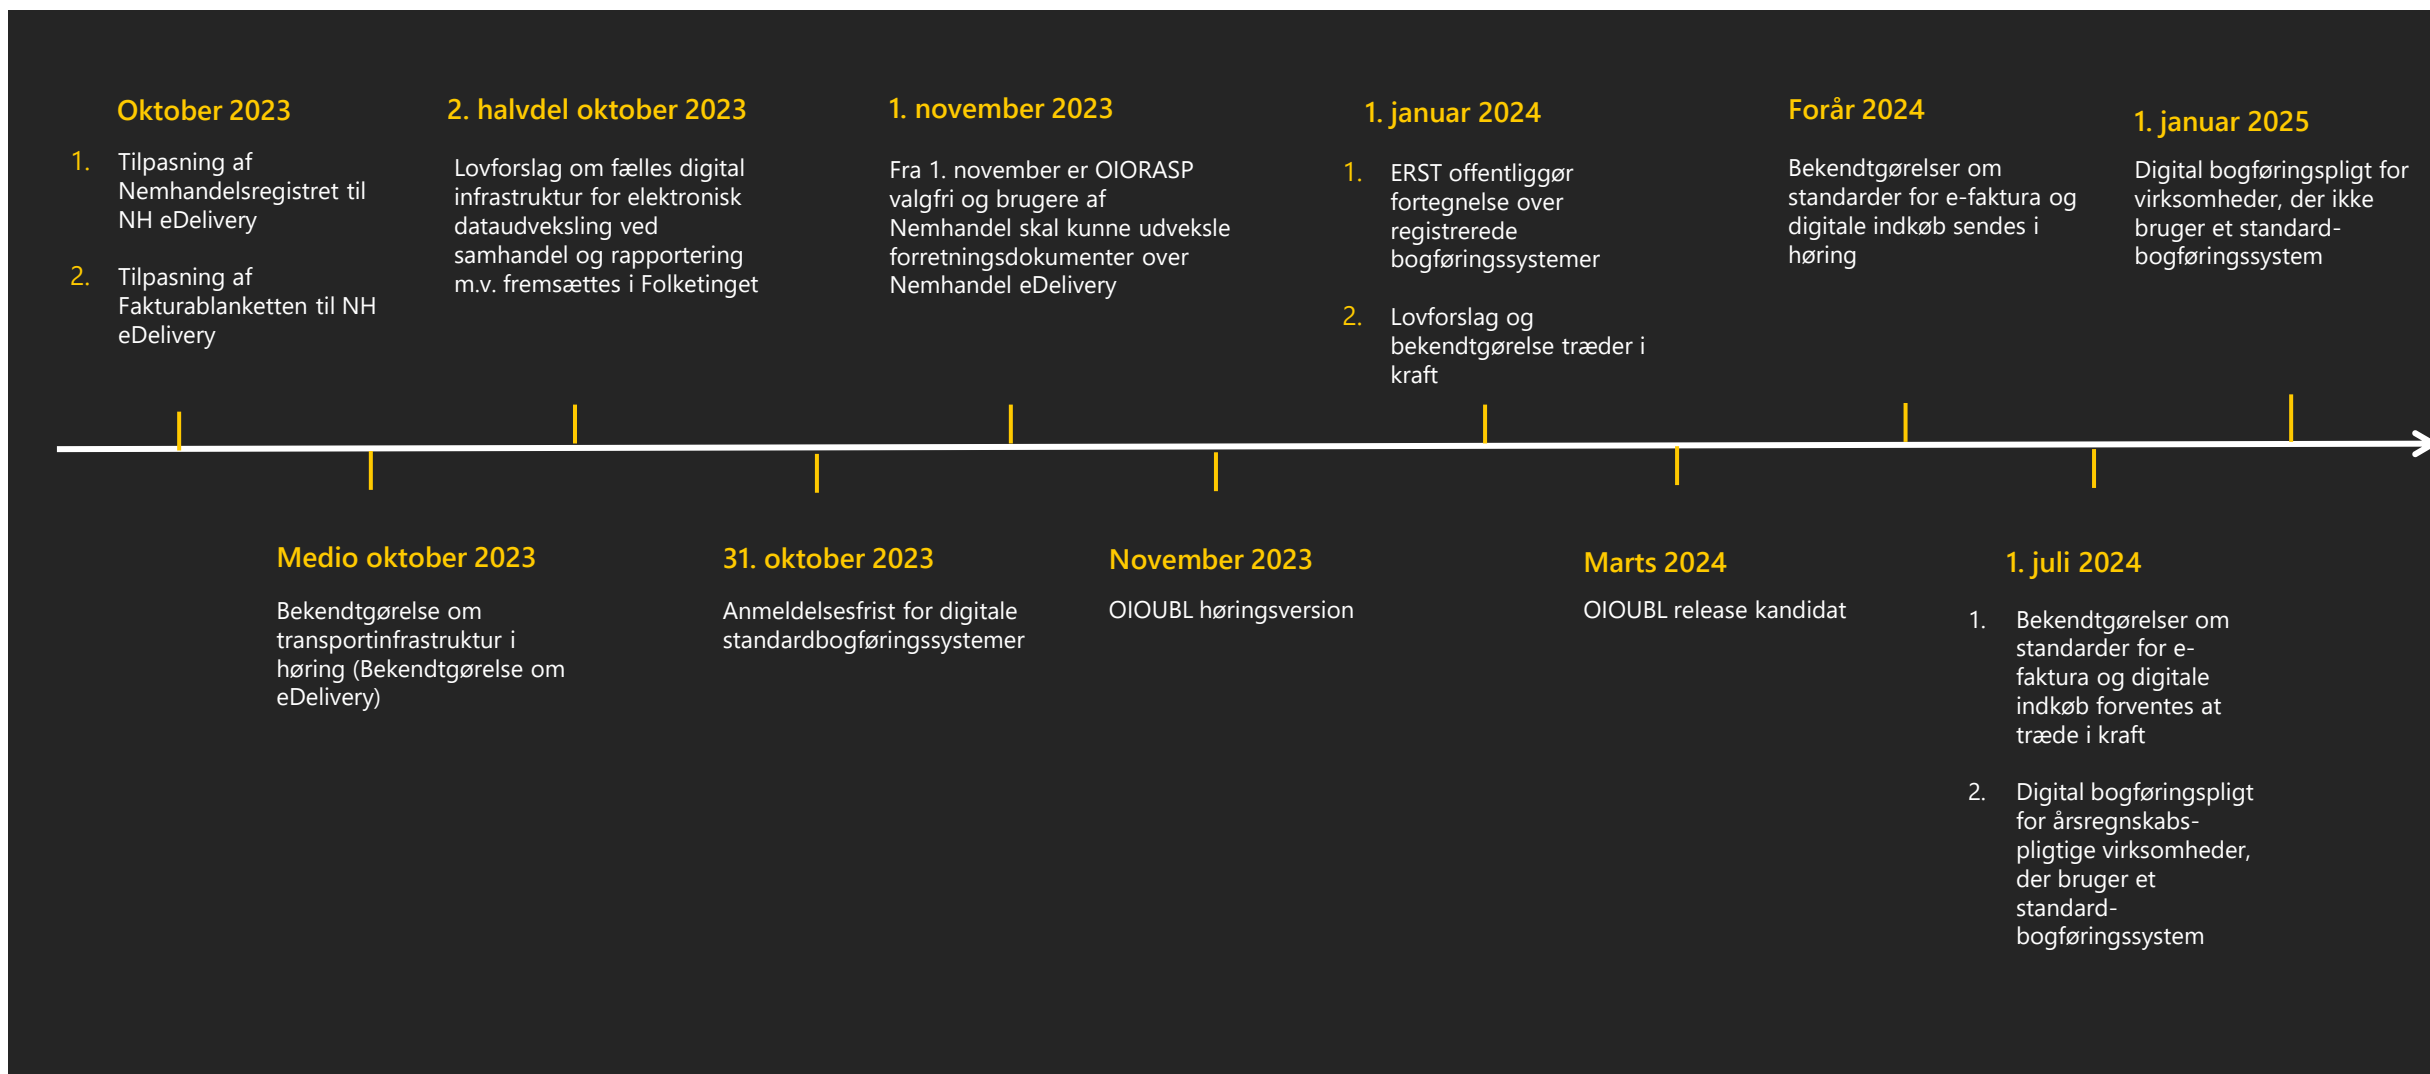 Oktober 2023
1. Tilpasning af
Nemhandelsregistret til
NH eDelivery
2. Tilpasning af
Fakturablanketten til NH
eDelivery
2. halvdel oktober 2023
Lovforslag om fælles digital
infrastruktur for elektronisk
dataudveksling ved
samhandel og rapportering
m.v. fremsættes i Folketinget
1. november 2023
Fra 1. november er OIORASP
valgfri og brugere af
Nemhandel skal kunne udveksle
forretningsdokumenter over
Nemhandel eDelivery
1. januar 2024
1. ERST offentliggør
fortegnelse over
registrerede
bogføringssystemer
2. Lovforslag og
bekendtgørelse træder i
kraft
Forår 2024
Bekendtgørelser om
standarder for e-faktura og
digitale indkøb sendes i
høring
1. januar 2025
Digital bogføringspligt for
virksomheder, der ikke
bruger et standard-
bogføringssystem
Medio oktober 2023
Bekendtgørelse om
transportinfrastruktur i
høring (Bekendtgørelse om
eDelivery)
31. oktober 2023
Anmeldelsesfrist for digitale
standardbogføringssystemer
November 2023
OIOUBL høringsversion
Marts 2024
OIOUBL release kandidat
1. juli 2024
1. Bekendtgørelser om
standarder for e-
faktura og digitale
indkøb forventes at
træde i kraft
2. Digital bogføringspligt
for årsregnskabs-
pligtige virksomheder,
der bruger et
standard-
bogføringssystem